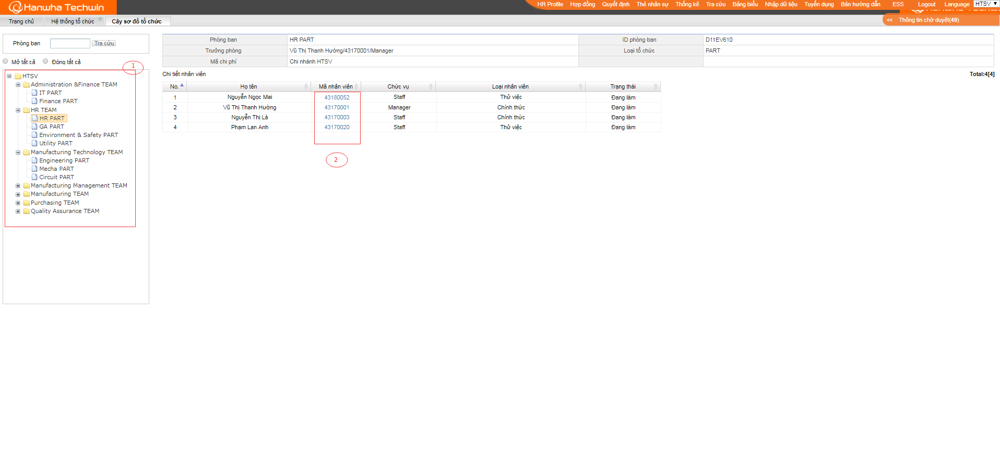 Hanwha Techwin
HR Profile Hợp đồng Quyết định Thẻ nhân sự Thống kê Tra cứu Bảng biểu Nhập dữ liệu Tuyển dụng Bản hướng dẫn ESS Logout Language HTSV ▼
Trang chủ Hệ thống tổ chức Cây sơ đồ tổ chức
<< Thông tin chờ duyệt(49)
Phòng ban Tra cứu
Mở tất cả Đóng tất cả
1
HTSV
Administration &Finance TEAM
IT PART
Finance PART
HR TEAM
HR PART
GA PART
Environment & Safety PART
Utility PART
Manufacturing Technology TEAM
Engineering PART
Mecha PART
Circuit PART
Manufacturing Management TEAM
Manufacturing TEAM
Purchasing TEAM
Quality Assurance TEAM
Phòng ban HR PART ID phòng ban D11EV610
Trưởng phòng Vũ Thị Thanh Hường/43170001/Manager Loại tổ chức PART
Mã chi phí Chi nhánh HTSV
Chi tiết nhân viên Total:4[4]
No. Họ tên Mã nhân viên Chức vụ Loại nhân viên Trạng thái
1 Nguyễn Ngọc Mai 43180052 Staff Thử việc Đang làm
2 Vũ Thị Thanh Hường 43170001 Manager Chính thức Đang làm
3 Nguyễn Thị Là 43170003 Staff Chính thức Đang làm
4 Phạm Lan Anh 43170020 Staff Thử việc Đang làm
2